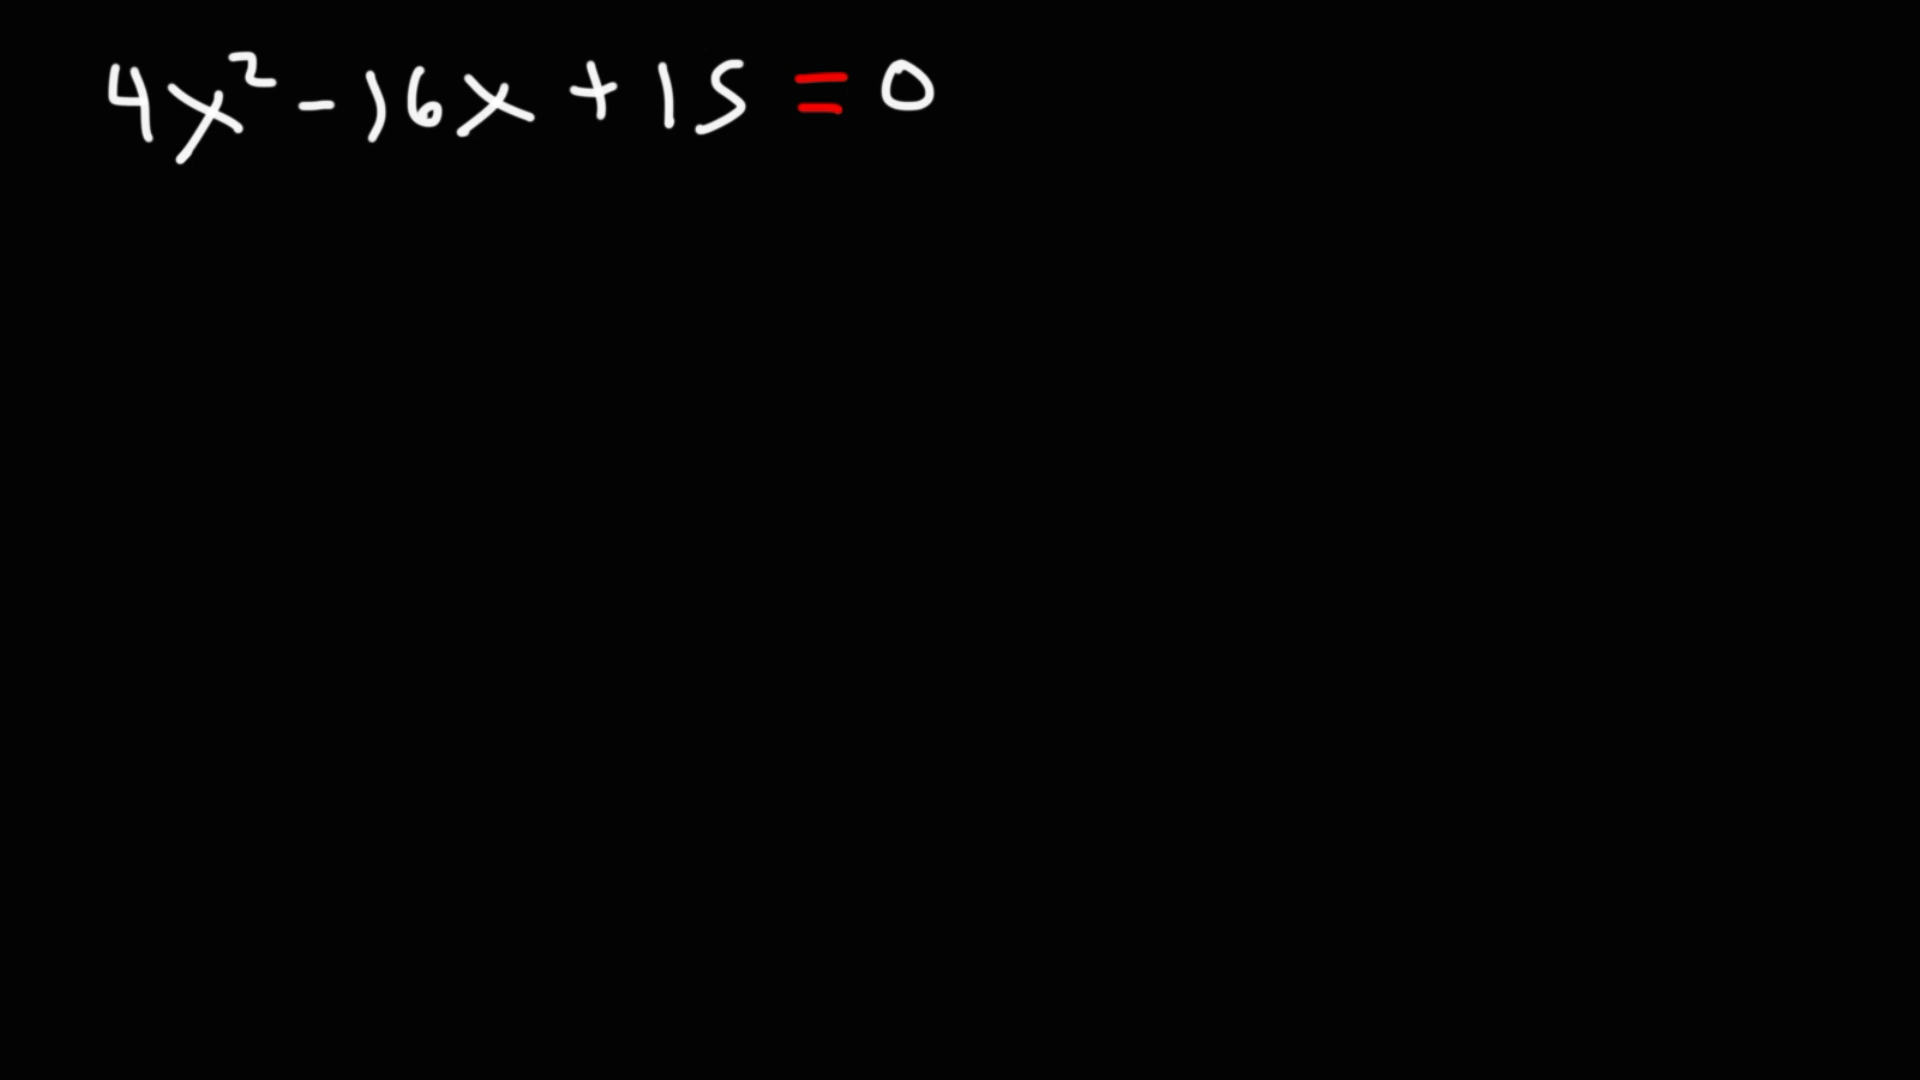 4x² - 16x + 15 = 0